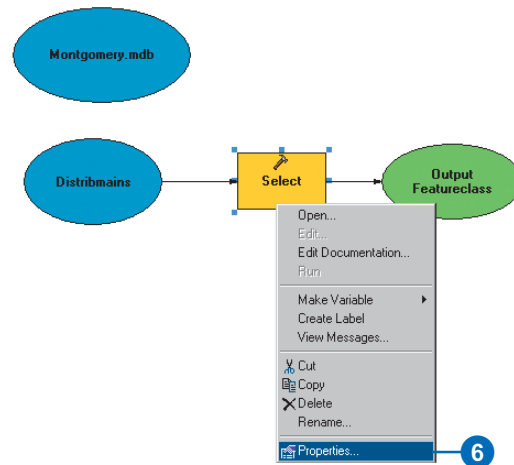 Montgomery.mdb
Distribmains
Select
Output
Featureclass
Open...
Edit...
Edit Documentation...
Run
Make Variable
Create Label
View Messages...
Cut
Copy
Delete
Rename...
Properties...
6